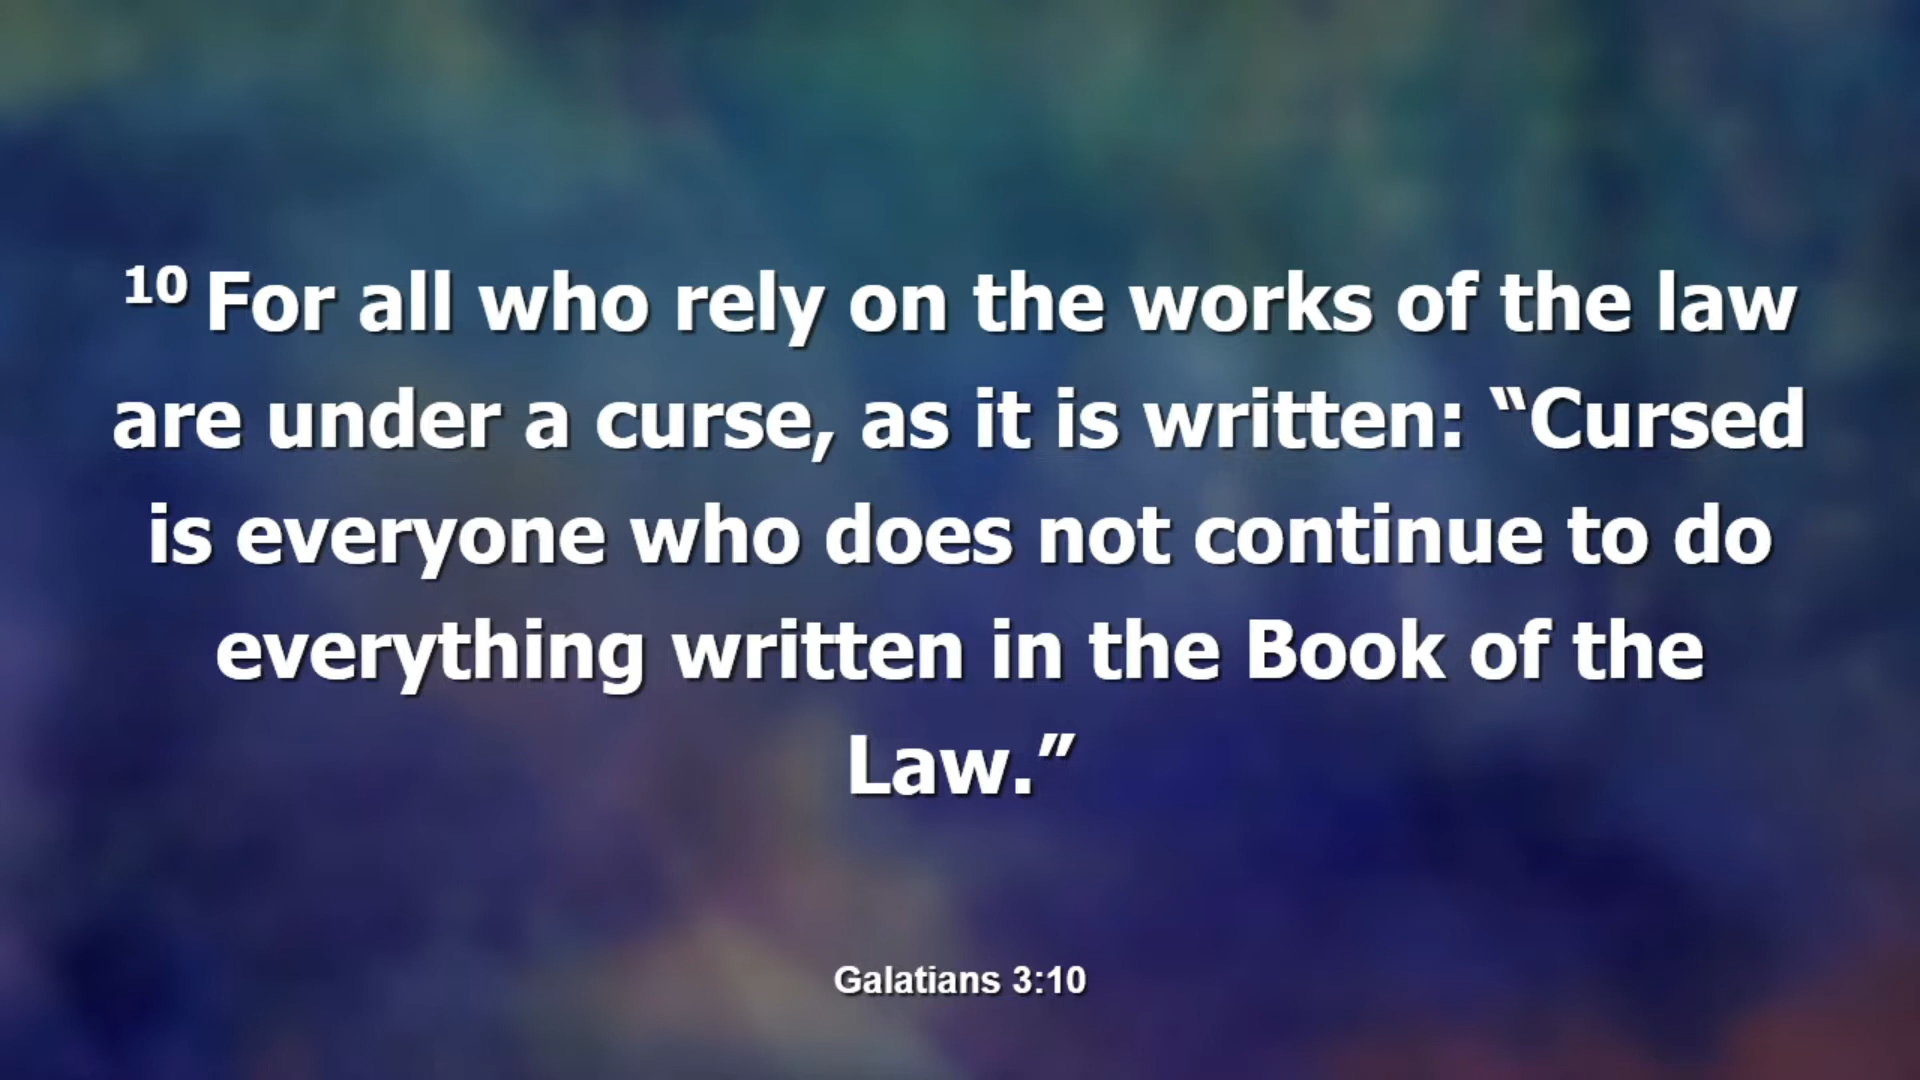 10 For all who rely on the works of the law
are under a curse, as it is written: “Cursed
is everyone who does not continue to do
everything written in the Book of the
Law.”
Galatians 3:10